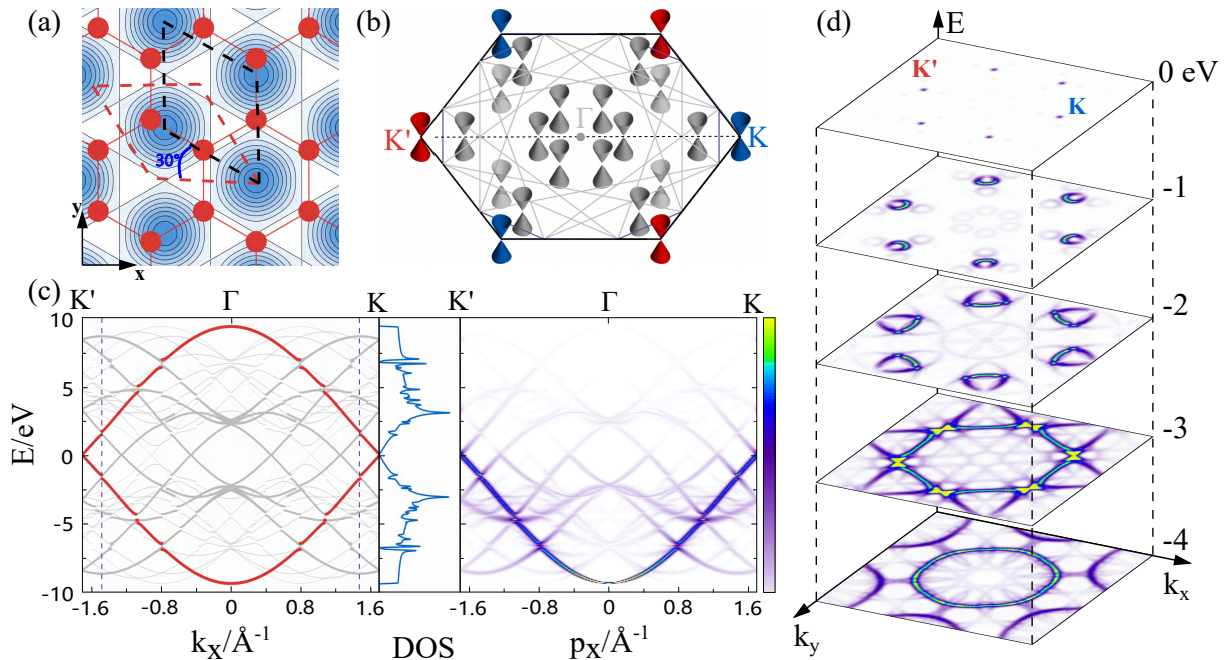 (a)
30°
y
x
(b)
K'
Γ
K
(c)
K'
Γ
K
K'
Γ
K
10
5
0
-5
-10
E/eV
-1.6
-0.8
0
0.8
1.6
-1.6
-0.8
0
0.8
1.6
kₓ/Å⁻¹
DOS
pₓ/Å⁻¹
(d)
E
K'
K
0 eV
-1
-2
-3
-4
kₓ
k_y